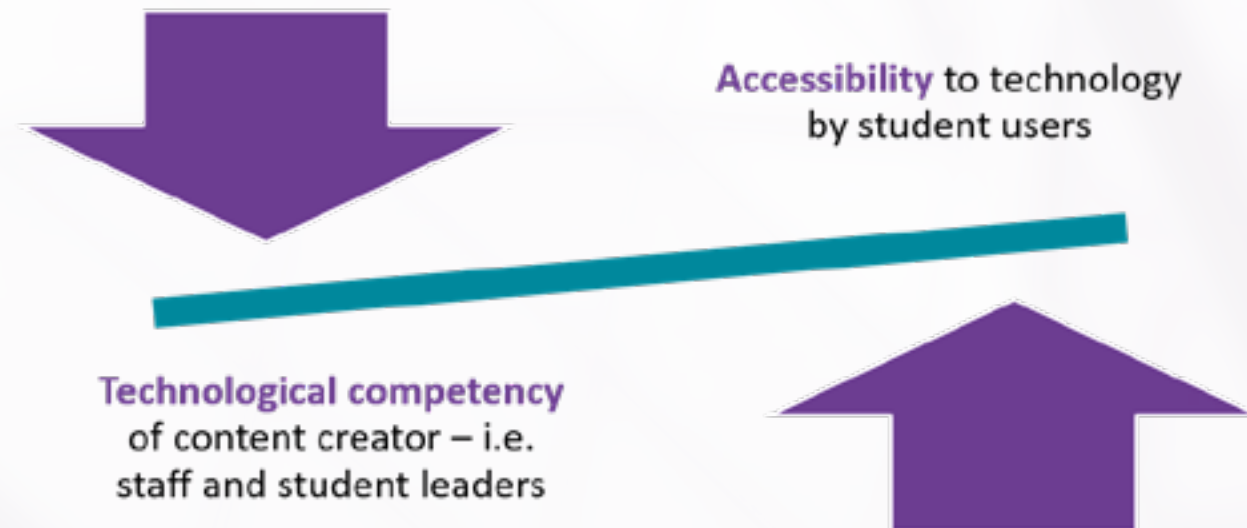 Accessibility to technology
by student users
Technological competency
of content creator – i.e.
staff and student leaders